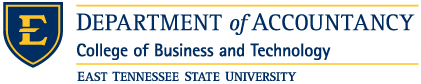 E
DEPARTMENT of ACCOUNTANCY
College of Business and Technology
EAST TENNESSEE STATE UNIVERSITY